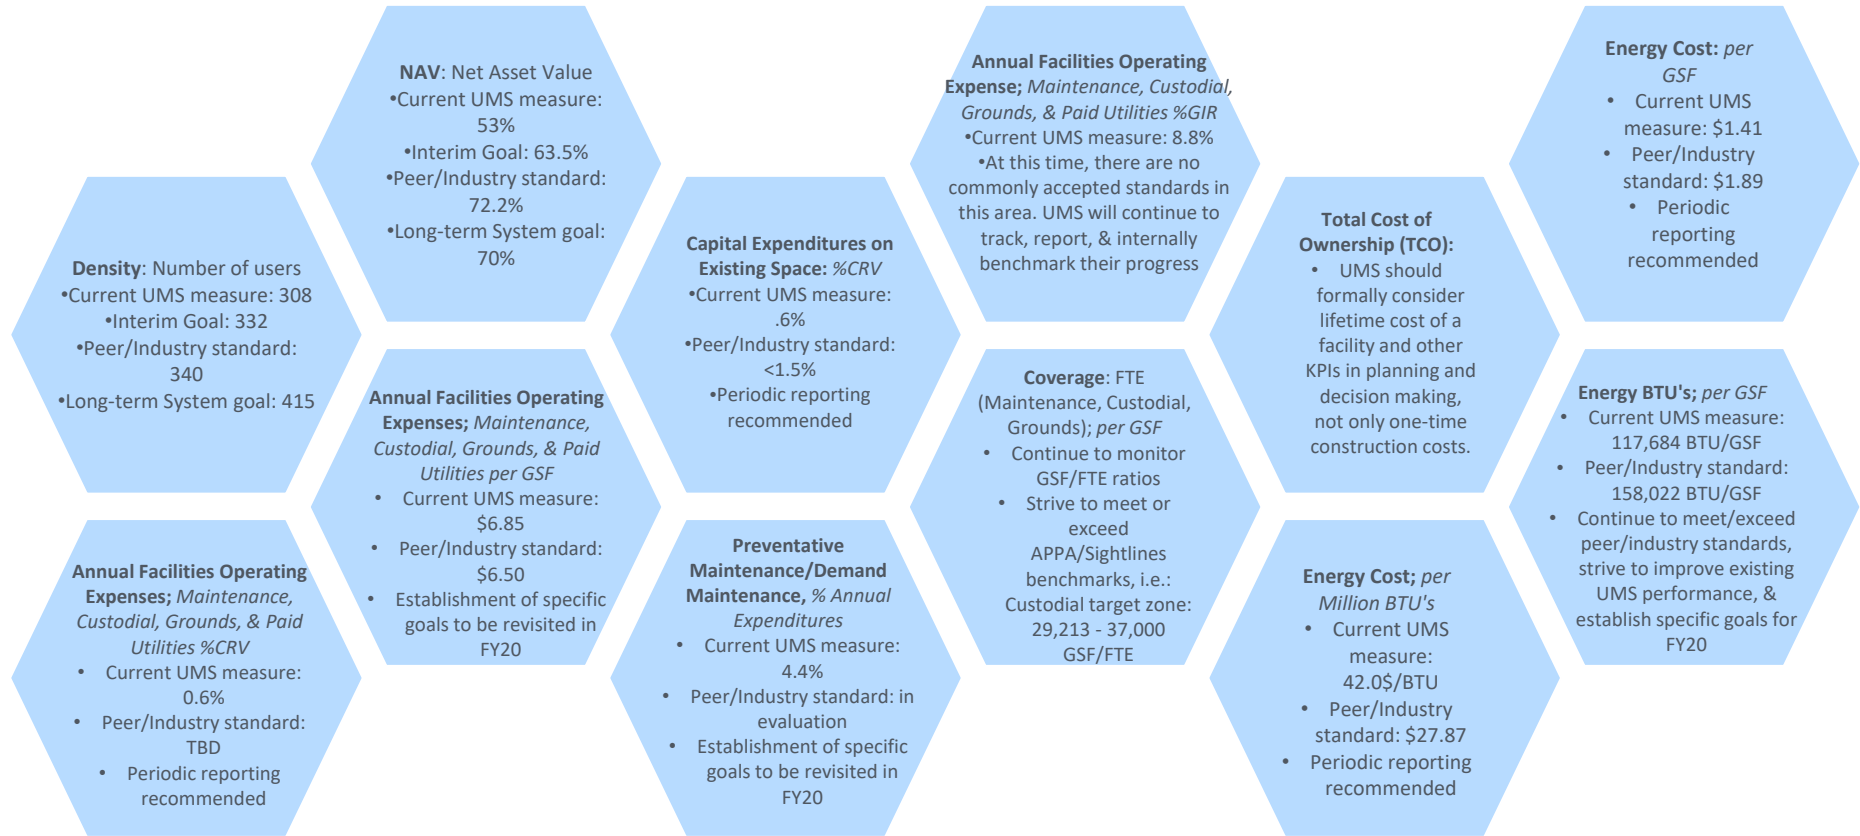 Density: Number of users
•Current UMS measure: 308
•Interim Goal: 332
•Peer/Industry standard:
340
•Long-term System goal: 415
Annual Facilities Operating
Expenses; Maintenance,
Custodial, Grounds, & Paid
Utilities %CRV
• Current UMS measure:
0.6%
• Peer/Industry standard:
TBD
• Periodic reporting
recommended
NAV: Net Asset Value
•Current UMS measure:
53%
•Interim Goal: 63.5%
•Peer/Industry standard:
72.2%
•Long-term System goal:
70%
Annual Facilities Operating
Expenses; Maintenance,
Custodial, Grounds, & Paid
Utilities per GSF
• Current UMS measure:
$6.85
• Peer/Industry standard:
$6.50
• Establishment of specific
goals to be revisited in
FY20
Capital Expenditures on
Existing Space: %CRV
•Current UMS measure:
.6%
•Peer/Industry standard:
<1.5%
•Periodic reporting
recommended
Preventative
Maintenance/Demand
Maintenance, % Annual
Expenditures
• Current UMS measure:
4.4%
• Peer/Industry standard: in
evaluation
• Establishment of specific
goals to be revisited in
FY20
Annual Facilities Operating
Expense; Maintenance, Custodial,
Grounds, & Paid Utilities %GIR
•Current UMS measure: 8.8%
•At this time, there are no
commonly accepted standards in
this area. UMS will continue to
track, report, & internally
benchmark their progress
Coverage: FTE
(Maintenance, Custodial,
Grounds); per GSF
• Continue to monitor
GSF/FTE ratios
• Strive to meet or
exceed
APPA/Sightlines
benchmarks, i.e.:
Custodial target zone:
29,213 - 37,000
GSF/FTE
Total Cost of
Ownership (TCO):
• UMS should
formally consider
lifetime cost of a
facility and other
KPIs in planning and
decision making,
not only one-time
construction costs.
Energy Cost; per
Million BTU's
• Current UMS
measure:
42.0$/BTU
• Peer/Industry
standard: $27.87
• Periodic reporting
recommended
Energy Cost: per
GSF
• Current UMS
measure: $1.41
• Peer/Industry
standard: $1.89
• Periodic
reporting
recommended
Energy BTU's; per GSF
• Current UMS measure:
117,684 BTU/GSF
• Peer/Industry standard:
158,022 BTU/GSF
• Continue to meet/exceed
peer/industry standards,
strive to improve existing
UMS performance, &
establish specific goals for
FY20